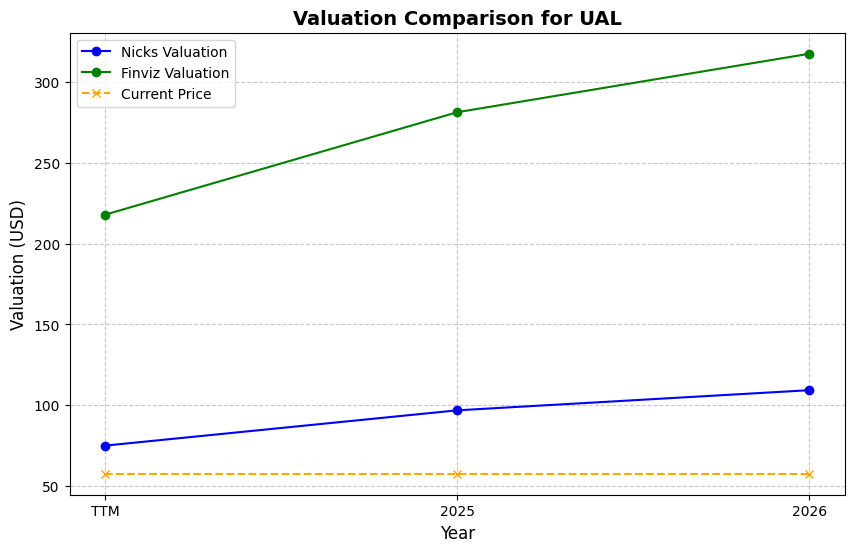 Valuation Comparison for UAL
Nicks Valuation
Finviz Valuation
Current Price
Valuation (USD)
300
250
200
150
100
50
TTM
2025
2026
Year